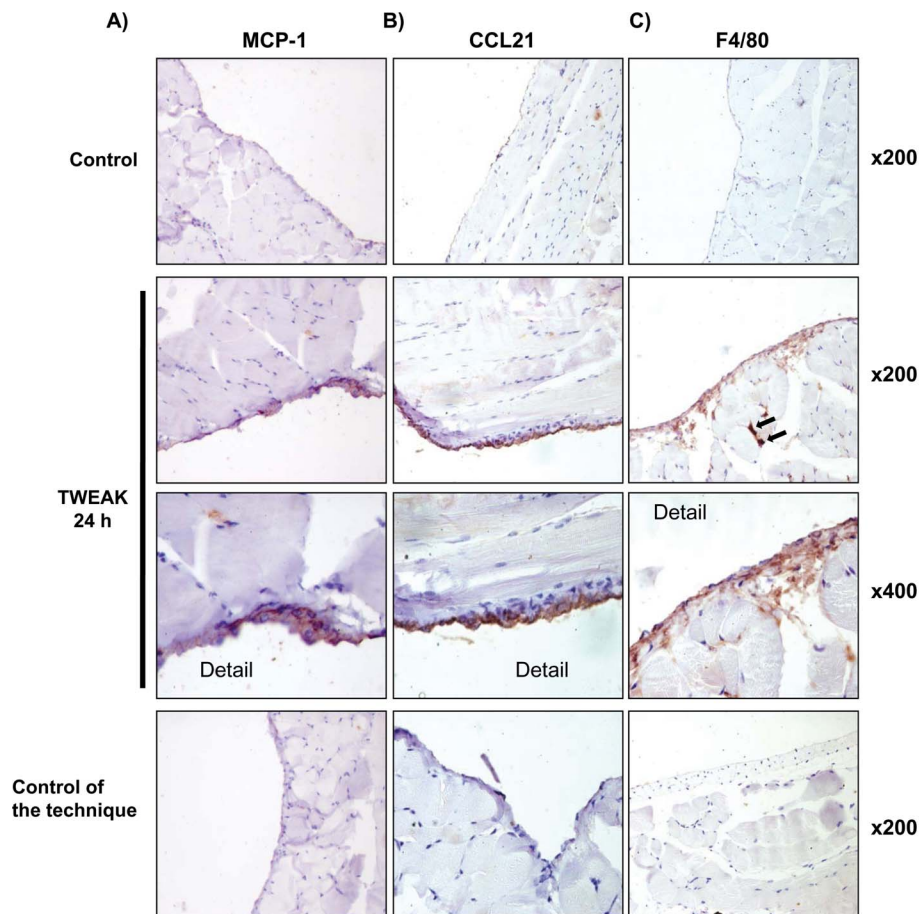 A)
B)
C)
MCP-1
CCL21
F4/80
Control
x200
x200
TWEAK
24 h
Detail
Detail
Detail
x400
Control of
the technique
x200